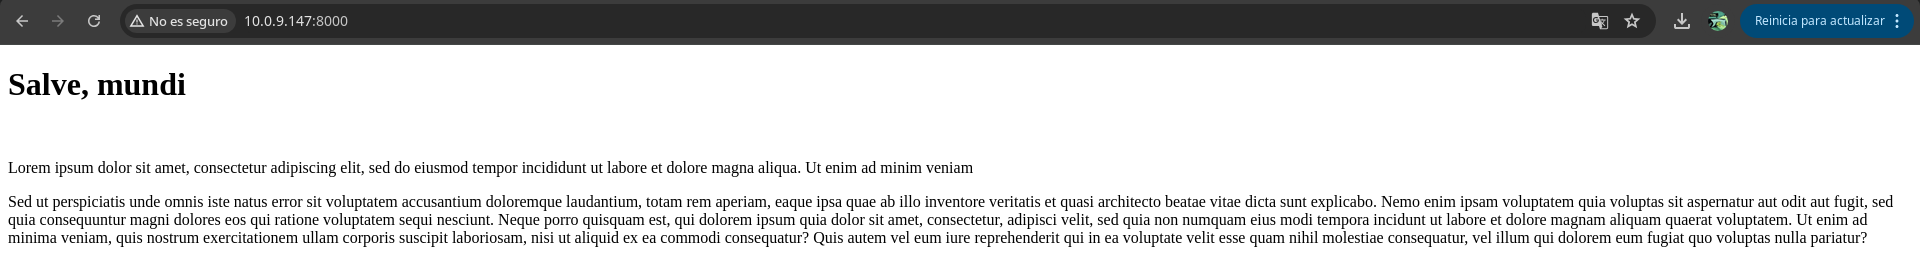 No es seguro 10.0.9.147:8000 Reinicia para actualizar
Salve, mundi
Lorem ipsum dolor sit amet, consectetur adipiscing elit, sed do eiusmod tempor incididunt ut labore et dolore magna aliqua. Ut enim ad minim veniam
Sed ut perspiciatis unde omnis iste natus error sit voluptatem accusantium doloremque laudantium, totam rem aperiam, eaque ipsa quae ab illo inventore veritatis et quasi architecto beatae vitae dicta sunt explicabo. Nemo enim ipsam voluptatem quia voluptas sit aspernatur aut odit aut fugit, sed
quia consequuntur magni dolores eos qui ratione voluptatem sequi nesciunt. Neque porro quisquam est, qui dolorem ipsum quia dolor sit amet, consectetur, adipisci velit, sed quia non numquam eius modi tempora incidunt ut labore et dolore magnam aliquam quaerat voluptatem. Ut enim ad
minima veniam, quis nostrum exercitationem ullam corporis suscipit laboriosam, nisi ut aliquid ex ea commodi consequatur? Quis autem vel eum iure reprehenderit qui in ea voluptate velit esse quam nihil molestiae consequatur, vel illum qui dolorem eum fugiat quo voluptas nulla pariatur?